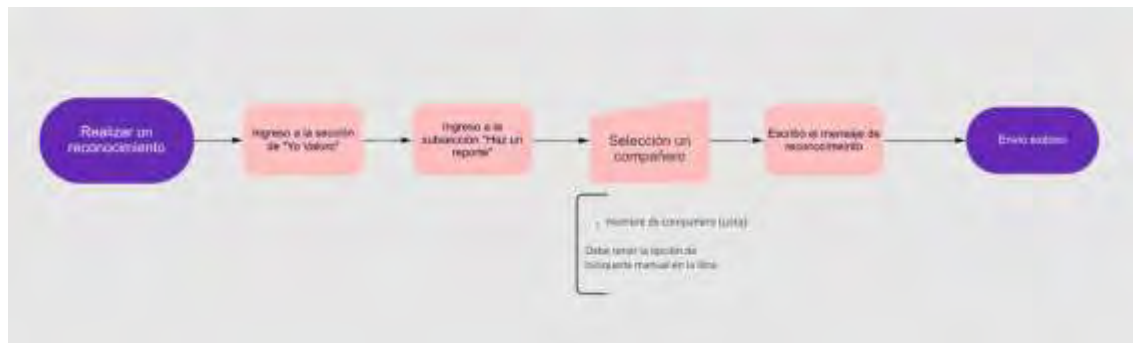 Realizar un
reconocimiento
Ingreso a la sección
de "Yo Valoro"
Ingreso a la
subsección "Haz un
reporte"
Selección un
compañero
Escribo el mensaje de
reconocimeinto
Envío exitoso
Nombre de compañero (Lista)
Debe tener la opción de
búsqueda manual en la lista